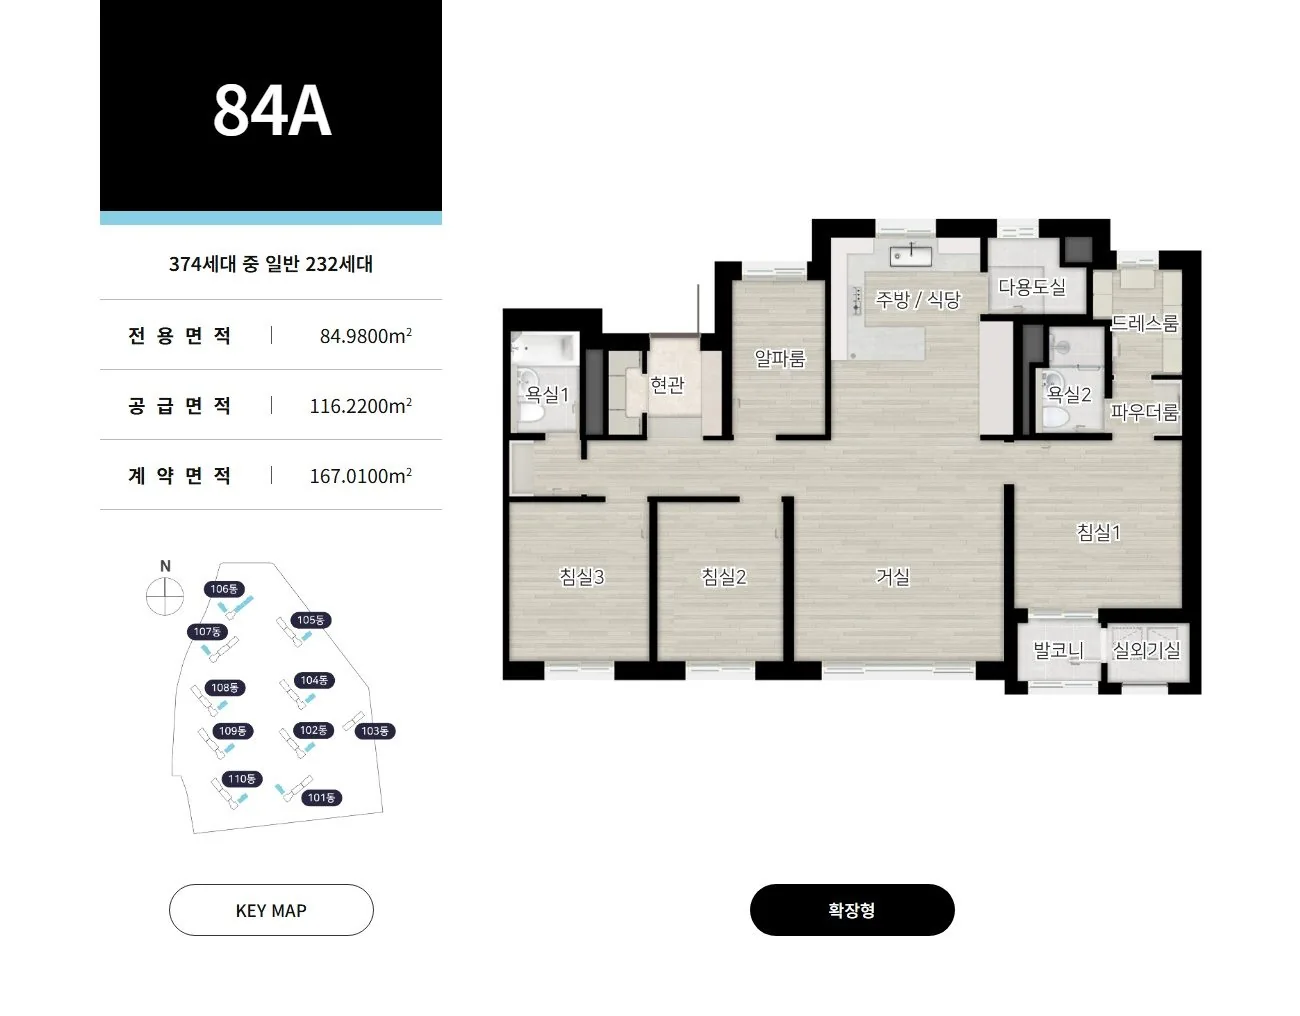 84A
374세대 중 일반 232세대
전용면적 | 84.9800m²
공급면적 | 116.2200m²
계약면적 | 167.0100m²
N
106동
105동
107동
104동
108동
109동
102동
103동
110동
101동
KEY MAP
주방 / 식당
다용도실
드레스룸
알파룸
현관
욕실1
욕실2
파우더룸
침실1
침실3
침실2
거실
발코니
실외기실
확장형